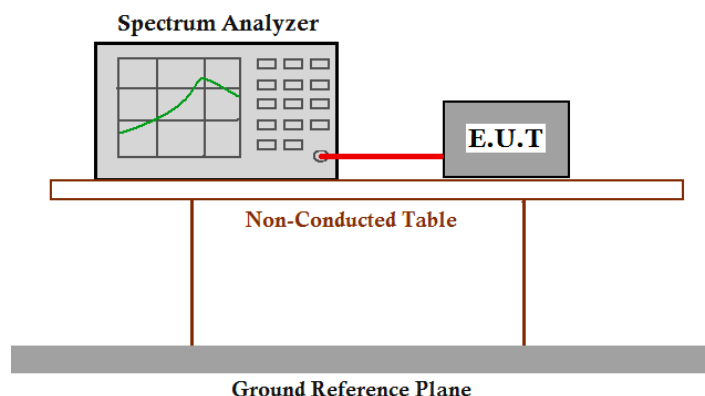 Spectrum Analyzer
E.U.T
Non-Conducted Table
Ground Reference Plane